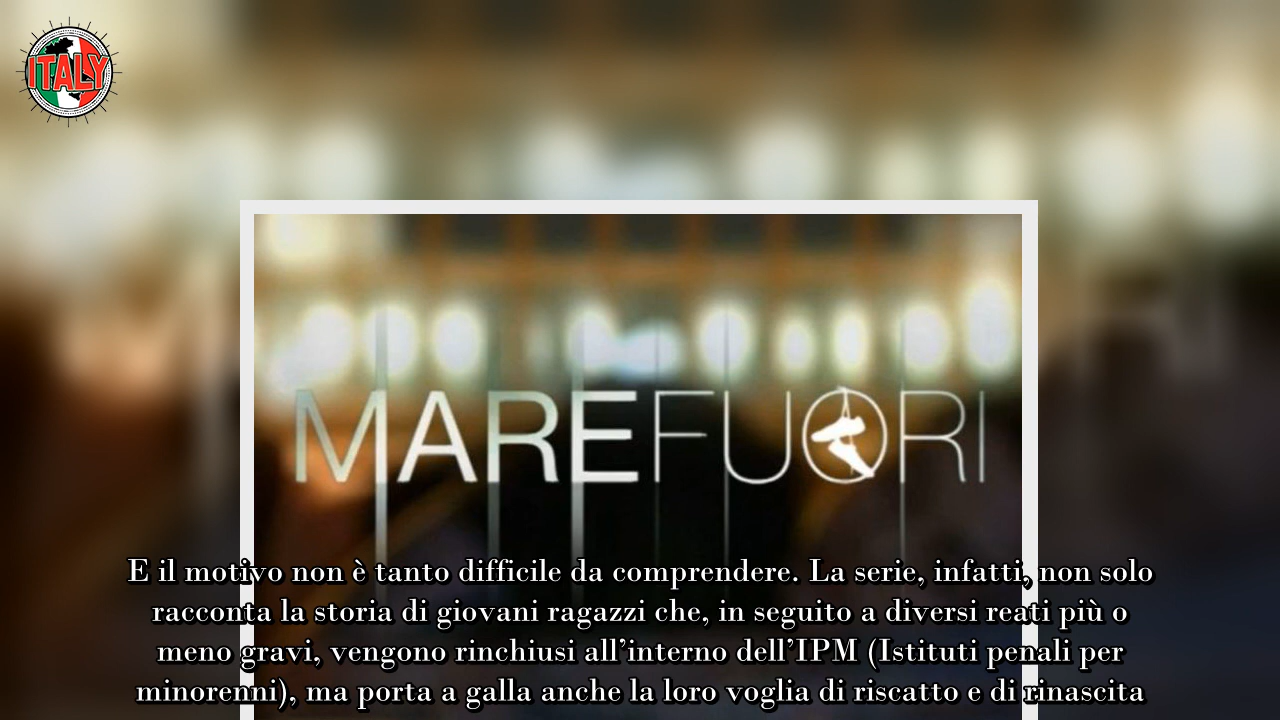 ITALY
MAREFUORI
E il motivo non è tanto difficile da comprendere. La serie, infatti, non solo
racconta la storia di giovani ragazzi che, in seguito a diversi reati più o
meno gravi, vengono rinchiusi all’interno dell’IPM (Istituti penali per
minorenni), ma porta a galla anche la loro voglia di riscatto e di rinascita